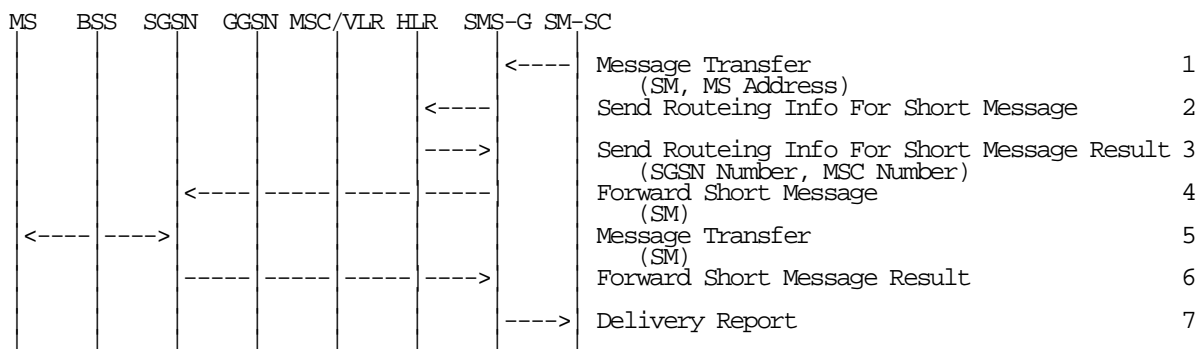 MS BSS SGSN GGSN MSC/VLR HLR SMS-G SM-SC
Message Transfer 1
(SM, MS Address)
Send Routeing Info For Short Message 2
Send Routeing Info For Short Message Result 3
(SGSN Number, MSC Number)
Forward Short Message 4
(SM)
Message Transfer 5
(SM)
Forward Short Message Result 6
Delivery Report 7